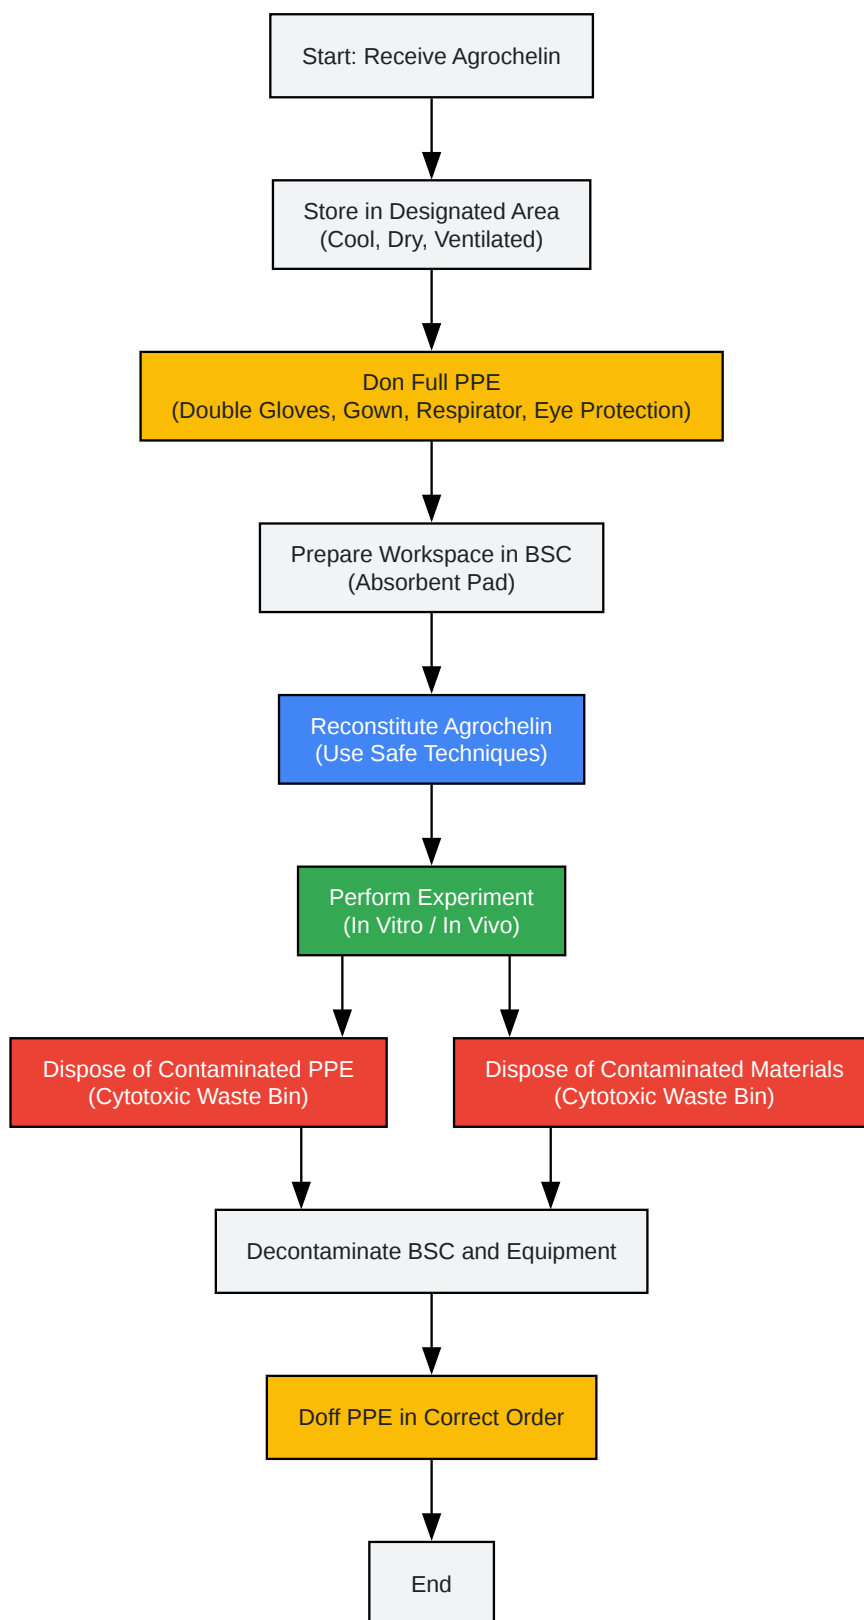 Start: Receive Agrochelin
Store in Designated Area
(Cool, Dry, Ventilated)
Don Full PPE
(Double Gloves, Gown, Respirator, Eye Protection)
Prepare Workspace in BSC
(Absorbent Pad)
Reconstitute Agrochelin
(Use Safe Techniques)
Perform Experiment
(In Vitro / In Vivo)
Dispose of Contaminated PPE
(Cytotoxic Waste Bin)
Dispose of Contaminated Materials
(Cytotoxic Waste Bin)
Decontaminate BSC and Equipment
Doff PPE in Correct Order
End